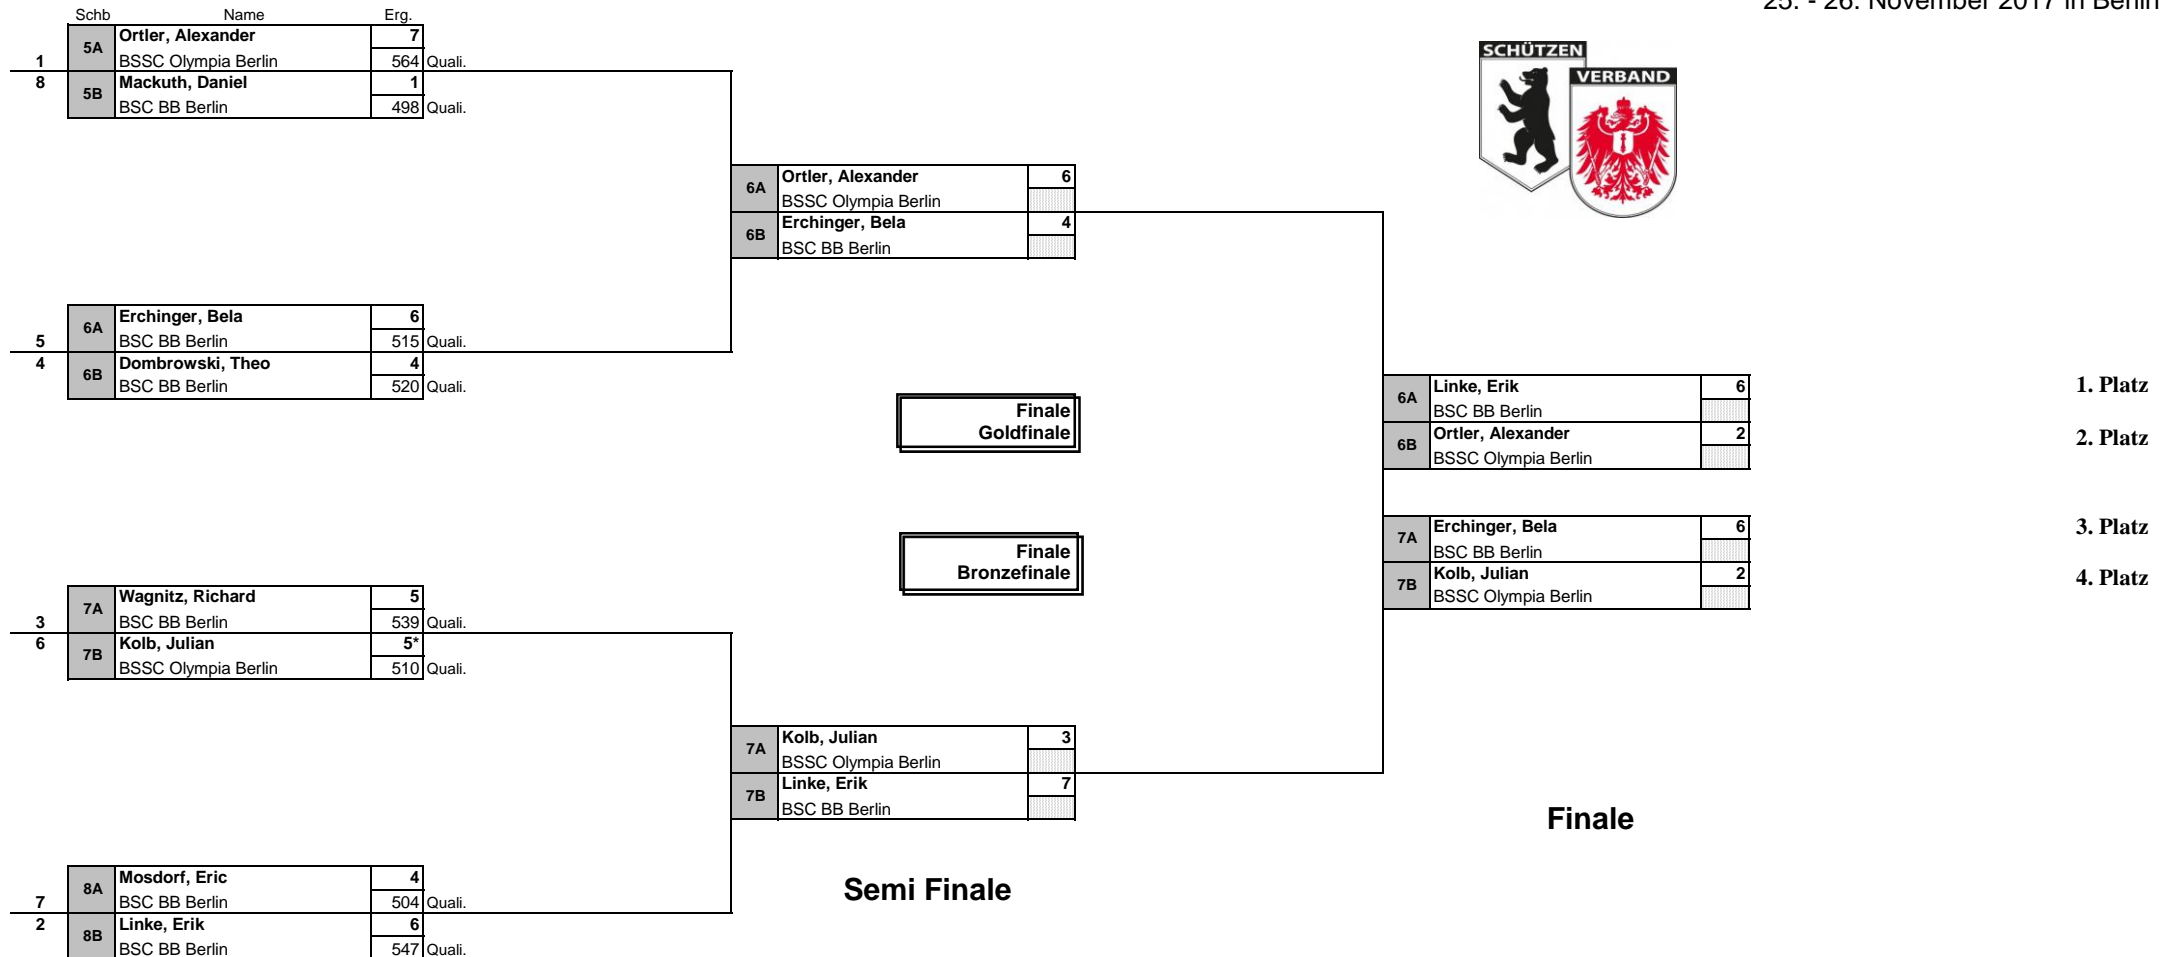 25. - 26. November 2017 in Berlin
Schb Name Erg.
5A Ortler, Alexander 7
1 BSSC Olympia Berlin 564 Quali.
8 5B Mackuth, Daniel 1
BSC BB Berlin 498 Quali.
SCHÜTZEN
VERBAND
6A Ortler, Alexander 6
BSSC Olympia Berlin
6B Erchinger, Bela 4
BSC BB Berlin
6A Erchinger, Bela 6
5 BSC BB Berlin 515 Quali.
4 6B Dombrowski, Theo 4
BSC BB Berlin 520 Quali.
Finale
Goldfinale
6A Linke, Erik 6 1. Platz
BSC BB Berlin
6B Ortler, Alexander 2 2. Platz
BSSC Olympia Berlin
Finale
Bronzefinale
7A Erchinger, Bela 6 3. Platz
BSC BB Berlin
7B Kolb, Julian 2 4. Platz
BSSC Olympia Berlin
7A Wagnitz, Richard 5
3 BSC BB Berlin 539 Quali.
6 7B Kolb, Julian 5*
BSSC Olympia Berlin 510 Quali.
7A Kolb, Julian 3
BSSC Olympia Berlin
7B Linke, Erik 7
BSC BB Berlin
Finale
Semi Finale
8A Mosdorf, Eric 4
7 BSC BB Berlin 504 Quali.
2 8B Linke, Erik 6
BSC BB Berlin 547 Quali.